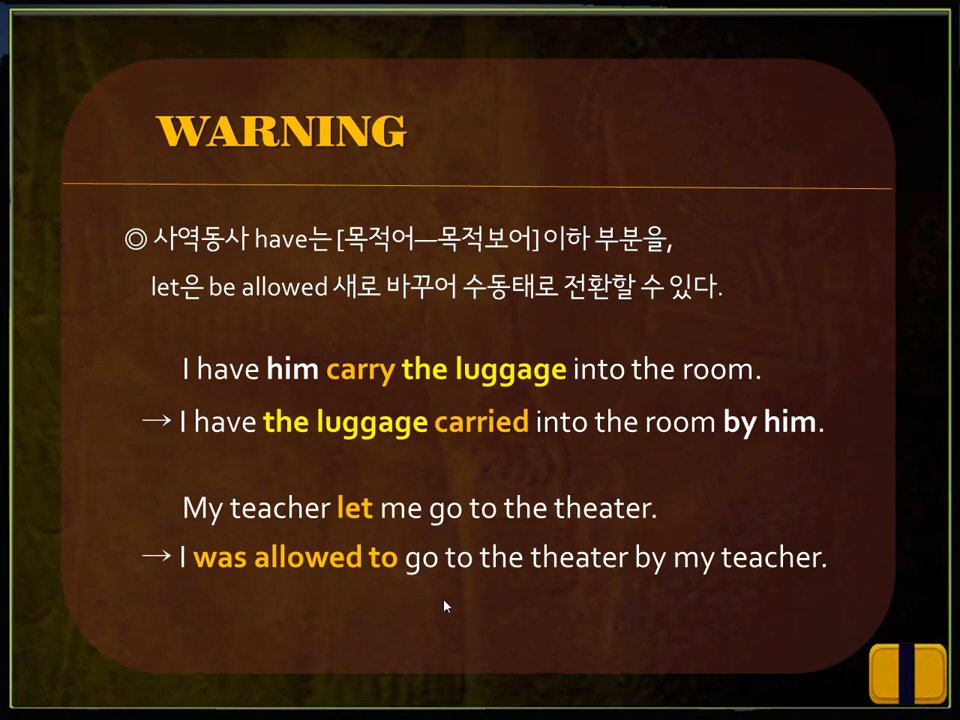 WARNING
◎ 사역동사 have는 [목적어—목적보어]이하 부분을,
let은 be allowed 새로 바꾸어 수동태로 전환할 수 있다.
I have him carry the luggage into the room.
→ I have the luggage carried into the room by him.
My teacher let me go to the theater.
→ I was allowed to go to the theater by my teacher.